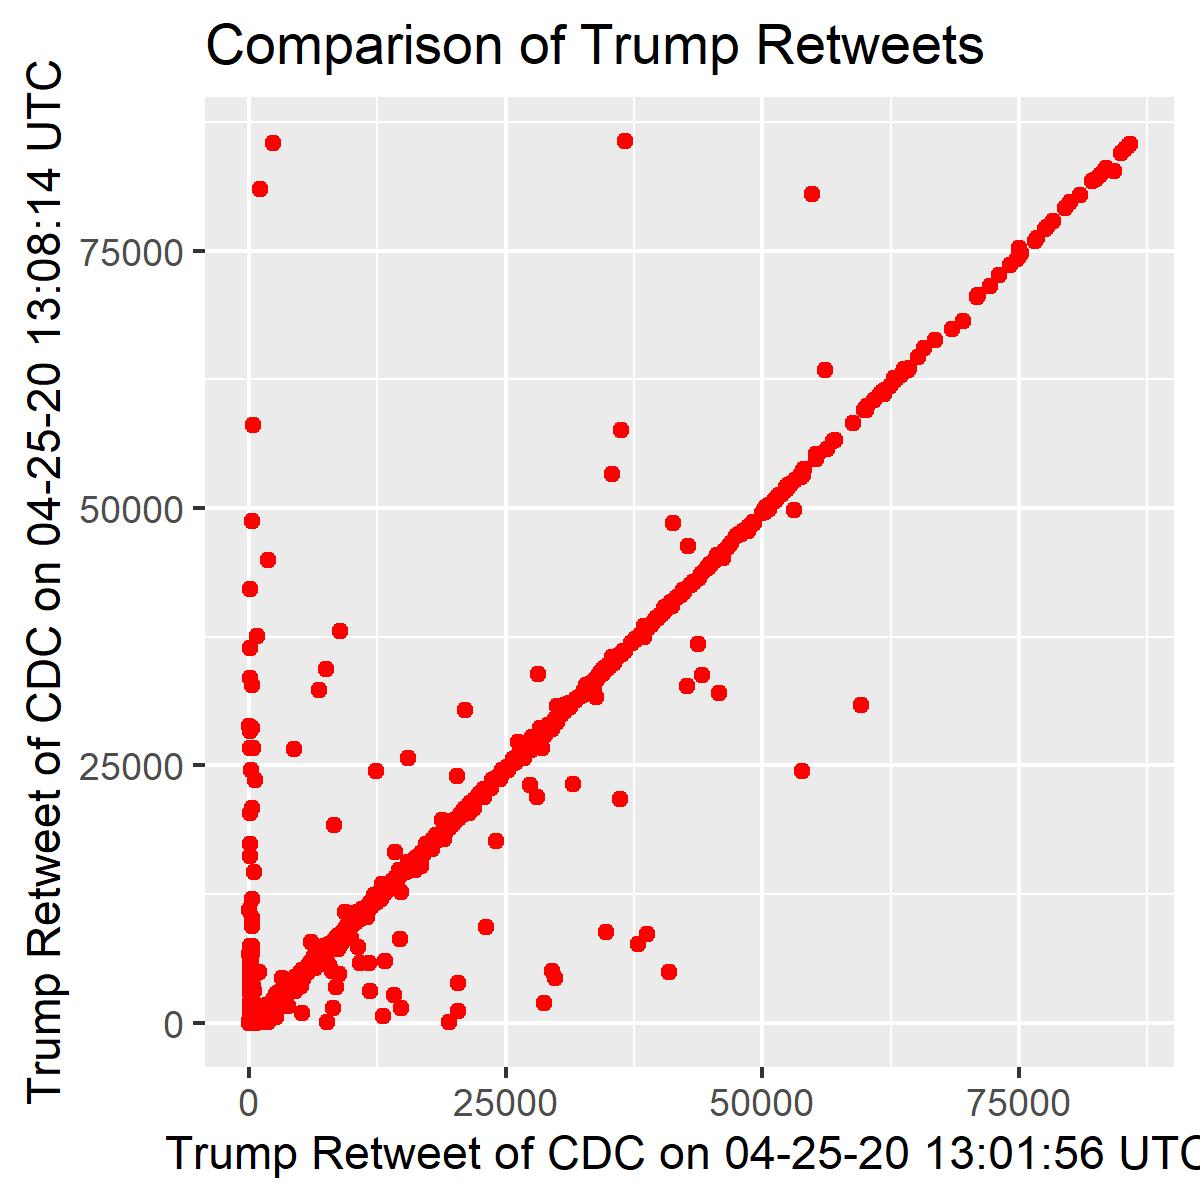 Comparison of Trump Retweets
Trump Retweet of CDC on 04-25-20 13:08:14 UTC
75000
50000
25000
0
0
25000
50000
75000
Trump Retweet of CDC on 04-25-20 13:01:56 UTC